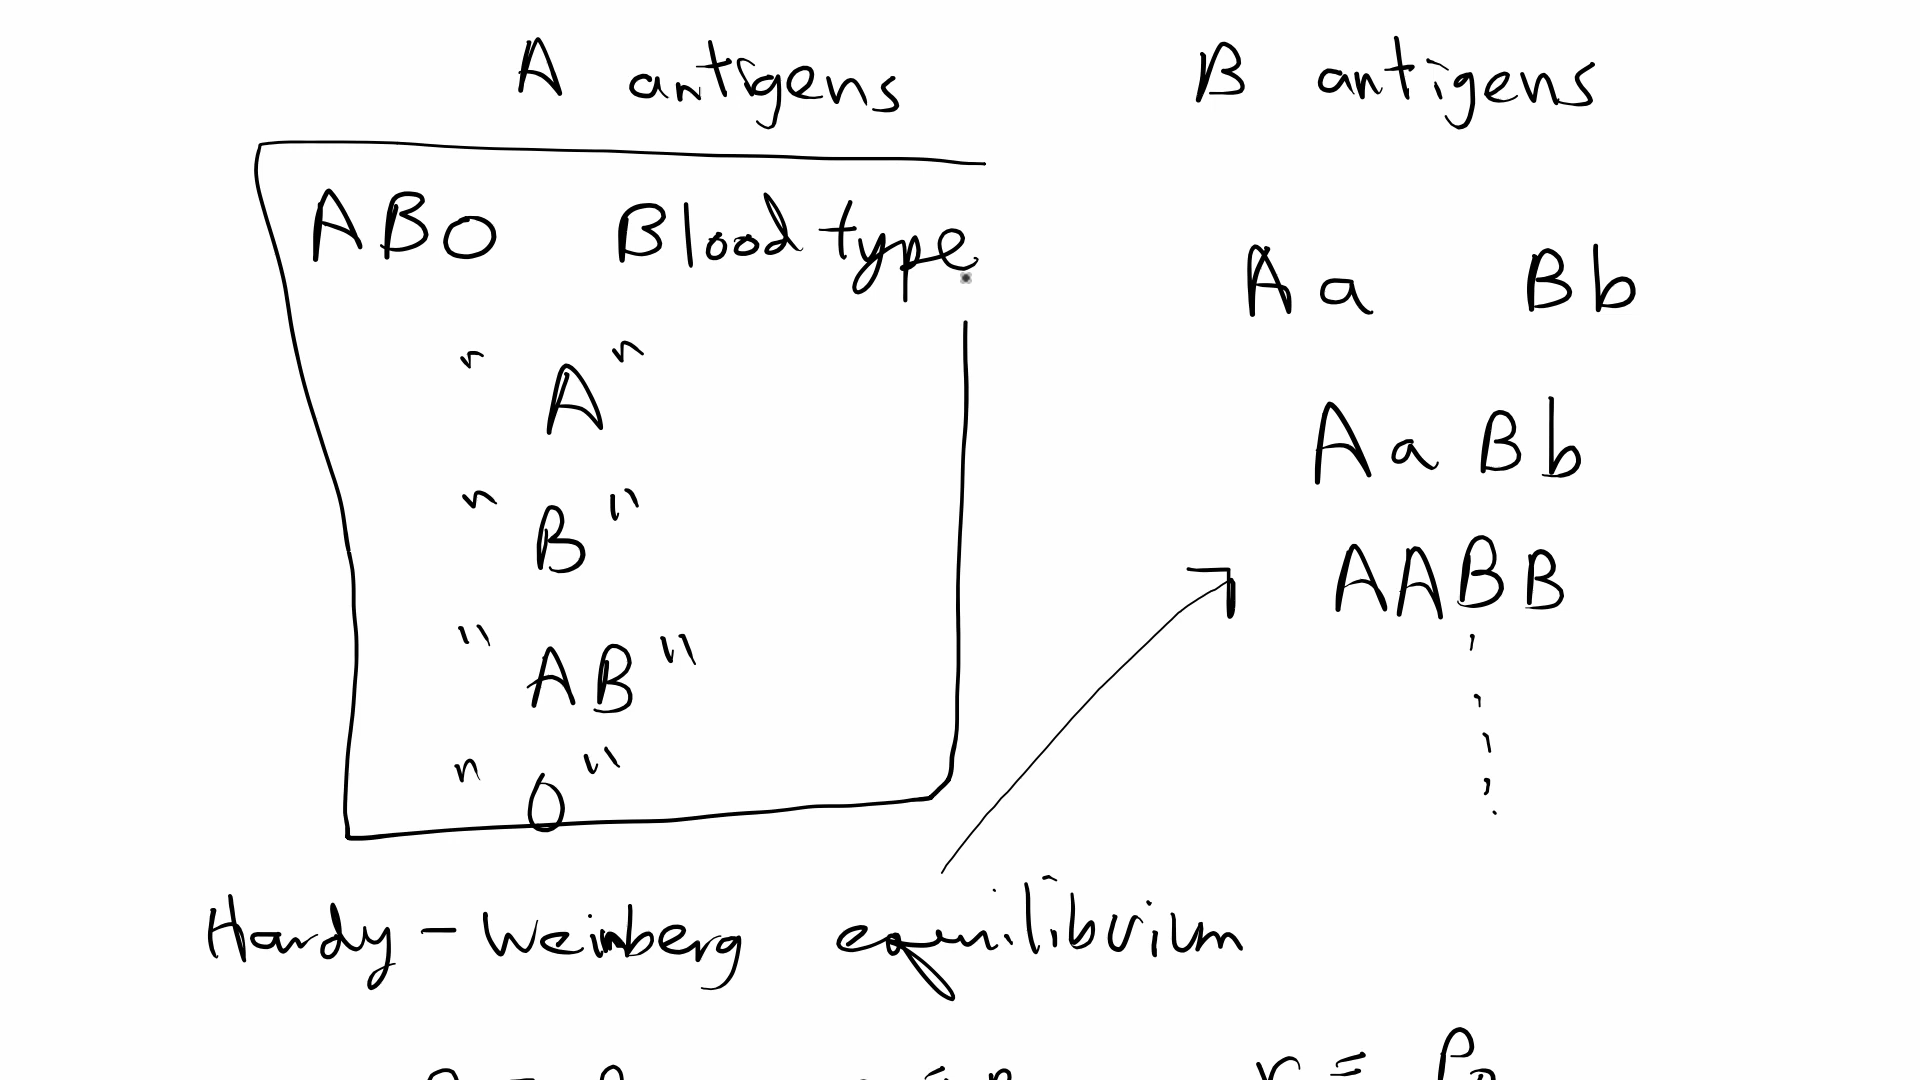 A antigens B antigens
ABO Blood type
Aa Bb
"A"
AaBb
"B"
AABB
"AB"
"O"
Hardy-Weinberg equilibrium
r =